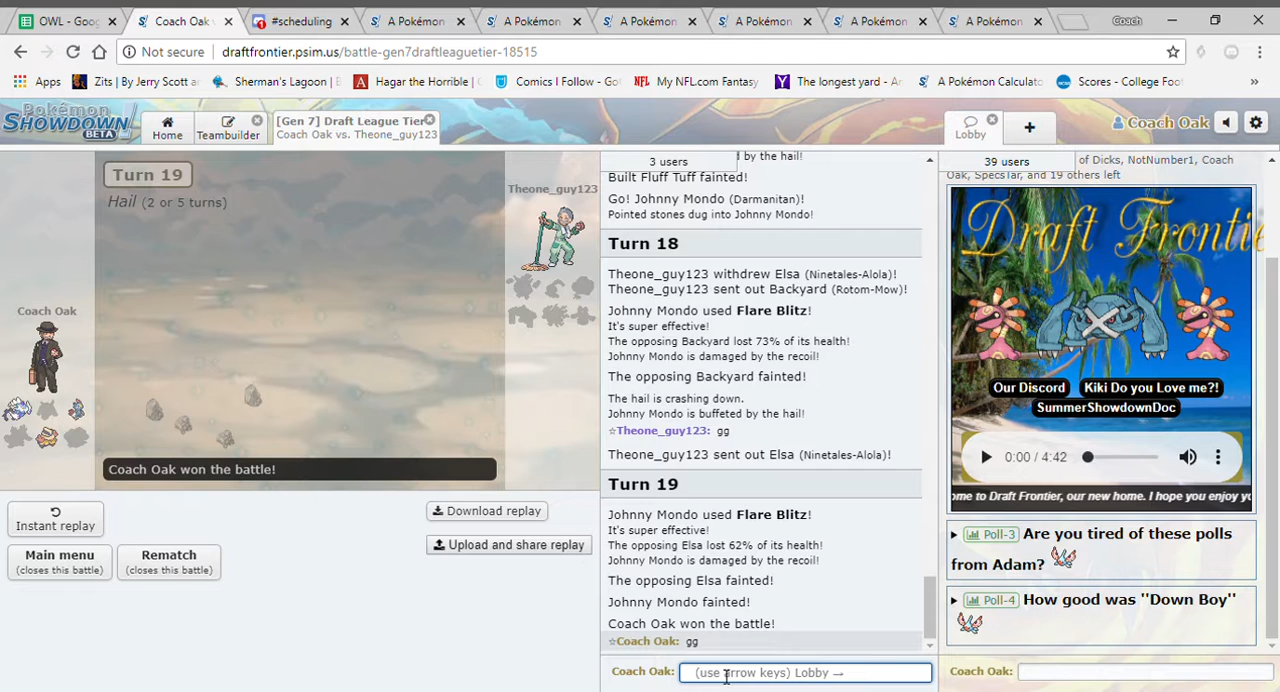 OWL - Goog
Coach Oak v
#scheduling
A Pokémon
A Pokémon
A Pokémon
A Pokémon
A Pokémon
A Pokémon
Coach
Not secure
draftfrontier.psim.us/battle-gen7draftleaguetier-18515
Apps
Zits | By Jerry Scott ar
Sherman's Lagoon |
Hagar the Horrible |
Comics I Follow - Go
NFL.com Fantasy
The longest yard - A
A Pokémon Calculato
Scores - College Foot
»
Pokémon
Showdown
BETA
Home
Teambuilder
[Gen 7] Draft League Tier
Coach Oak vs. Theone_guy123
Lobby
+
Coach Oak
Turn 19
Hail (2 or 5 turns)
Theone_guy123
Coach Oak
Coach Oak won the battle!
Instant replay
Download replay
Upload and share replay
Main menu
(closes this battle)
Rematch
(closes this battle)
3 users
d by the hail!
Built Fluff Tuff fainted!
Go! Johnny Mondo (Darmanitan)!
Pointed stones dug into Johnny Mondo!
Turn 18
Theone_guy123 withdrew Elsa (Ninetales-Alola)!
Theone_guy123 sent out Backyard (Rotom-Mow)!
Johnny Mondo used Flare Blitz!
It's super effective!
The opposing Backyard lost 73% of its health!
Johnny Mondo is damaged by the recoil!
The opposing Backyard fainted!
The hail is crashing down.
Johnny Mondo is buffeted by the hail!
☆Theone_guy123: gg
Theone_guy123 sent out Elsa (Ninetales-Alola)!
Turn 19
Johnny Mondo used Flare Blitz!
It's super effective!
The opposing Elsa lost 62% of its health!
Johnny Mondo is damaged by the recoil!
The opposing Elsa fainted!
Johnny Mondo fainted!
Coach Oak won the battle!
☆Coach Oak: gg
Coach Oak:
(use arrow keys) Lobby →
39 users
of Dicks, NotNumber1, Coach
Oak, SpecsTar, and 19 others left
Draft Frontie
Our Discord
Kiki Do you Love me?!
SummerShowdownDoc
0:00 / 4:42
ome to Draft Frontier, our new home. I hope you enjoy yo
Poll-3 Are you tired of these polls
from Adam?
Poll-4 How good was "Down Boy"
Coach Oak: